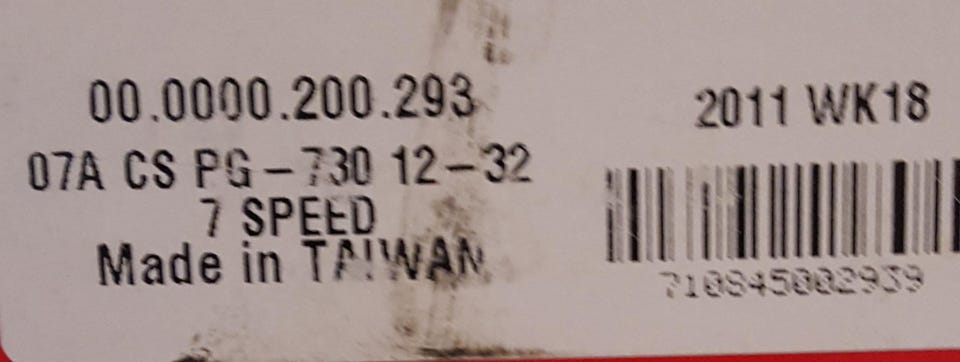 00.0000.200.293
07A CS PG-730 12-32
7 SPEED
Made in TAIWAN
2011 WK18
710845002939